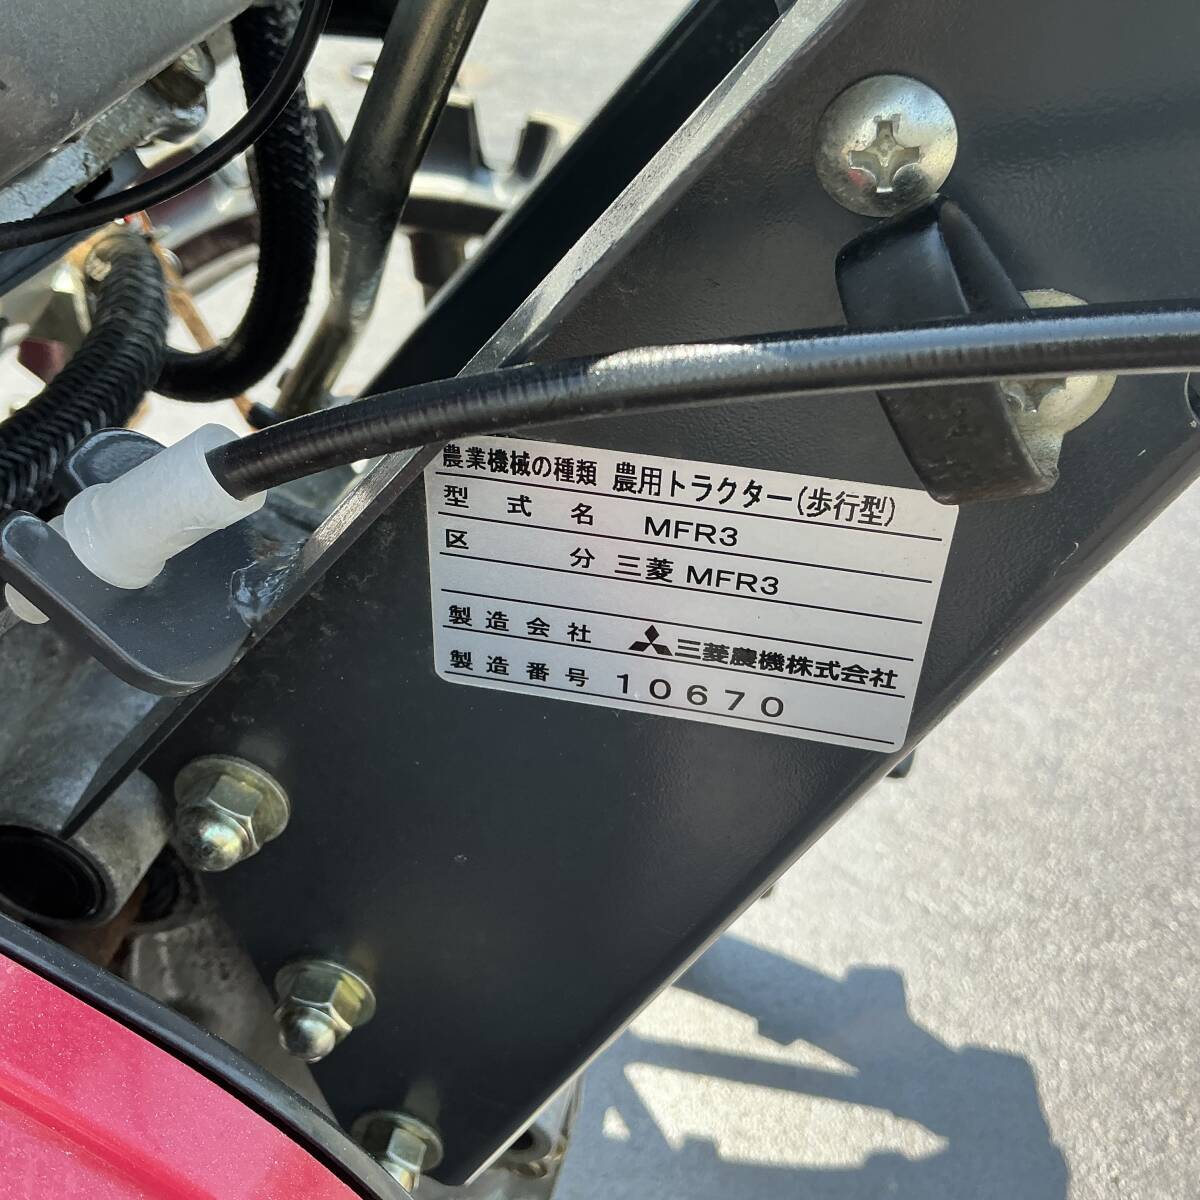 農業機械の種類 農用トラクター(歩行型)
型式名 MFR3
区分 三菱 MFR3
製造会社 三菱農機株式会社
製造番号 10670